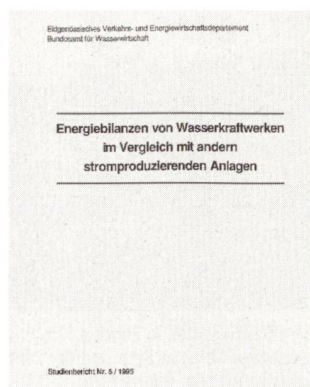 Eidgenössisches Verkehrs- und Energiewirtschaftsdepartement
Bundesamt für Wasserwirtschaft
Energiebilanzen von Wasserkraftwerken
im Vergleich mit andern
stromproduzierenden Anlagen
Studienbericht Nr. 5 / 1995